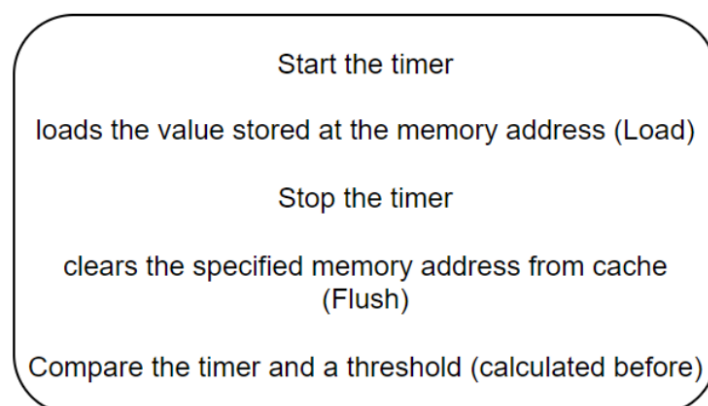 Start the timer
loads the value stored at the memory address (Load)
Stop the timer
clears the specified memory address from cache
(Flush)
Compare the timer and a threshold (calculated before)